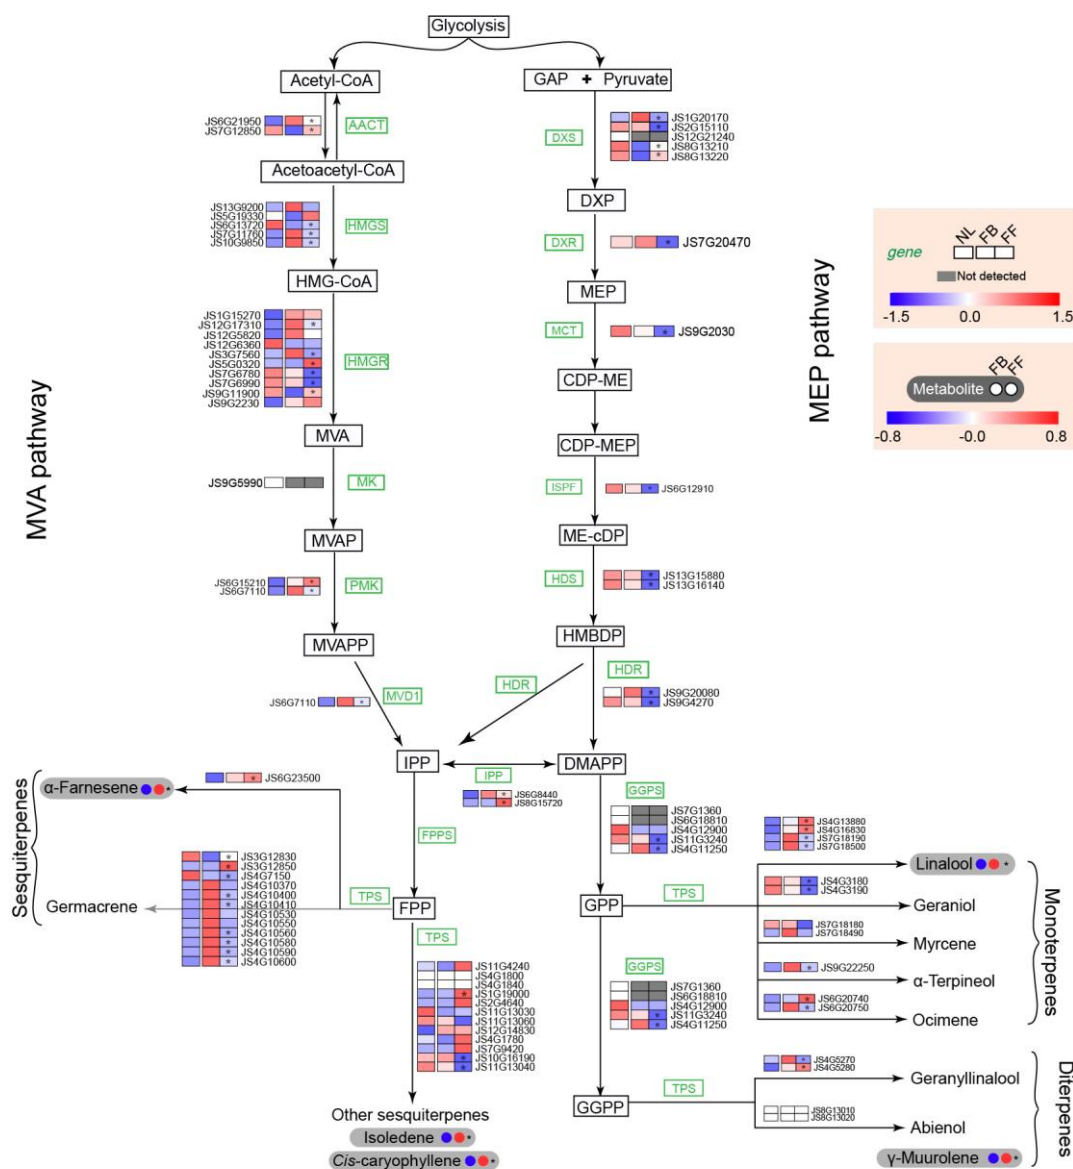 Glycolysis
Acetyl-CoA
GAP + Pyruvate
JS6G21950
JS7G12850
AACT
DXS
JS1G20170
JS2G15110
JS12G21240
JS8G13210
JS8G13220
Acetoacetyl-CoA
DXP
JS13G9200
JS5G19330
JS6G13720
JS7G11760
JS10G9850
HMGS
DXR
JS7G20470
HMG-CoA
MEP
JS1G15270
JS12G17310
JS12G5820
JS12G6360
JS3G7560
JS5G0320
JS7G6780
JS7G6990
JS9G11900
JS9G2230
HMGR
MCT
JS9G2030
CDP-ME
MVA
CDP-MEP
JS9G5990
MK
ISPF
JS6G12910
MVAP
ME-cDP
JS6G15210
JS6G7110
PMK
HDS
JS13G15880
JS13G16140
MVAPP
HMBDP
JS6G7110
MVD1
HDR
HDR
JS9G20080
JS9G4270
MVA pathway
MEP pathway
gene
NL
FB
FF
Not detected
-1.5 0.0 1.5
FB
FF
Metabolite
-0.8 -0.0 0.8
IPP
IPP
DMAPP
JS6G8440
JS8G15720
Sesquiterpenes
α-Farnesene *
JS6G23500
FPPS
GGPS
JS7G1360
JS6G18810
JS4G12900
JS11G3240
JS4G11250
JS4G13880
JS4G16830
JS7G18190
JS7G18500
Linalool *
JS3G12830
JS3G12850
JS4G7150
JS4G10370
JS4G10400
JS4G10410
JS4G10530
JS4G10550
JS4G10560
JS4G10580
JS4G10590
JS4G10600
Germacrene
TPS
FPP
GPP
TPS
JS4G3180
JS4G3190
Geraniol
TPS
JS7G18180
JS7G18490
Myrcene
JS11G4240
JS4G1800
JS4G1840
JS1G19000
JS2G4640
JS11G13030
JS11G13060
JS12G14830
JS4G1780
JS7G9420
JS10G16190
JS11G13040
GGPS
JS7G1360
JS6G18810
JS4G12900
JS11G3240
JS4G11250
JS9G22250
α-Terpineol
JS6G20740
JS6G20750
Ocimene
Monoterpenes
JS4G5270
JS4G5280
Geranyllinalool
GGPP
TPS
JS8G13010
JS8G13020
Abienol
Diterpenes
Other sesquiterpenes
Isoledene *
Cis-caryophyllene *
γ-Muurolene *